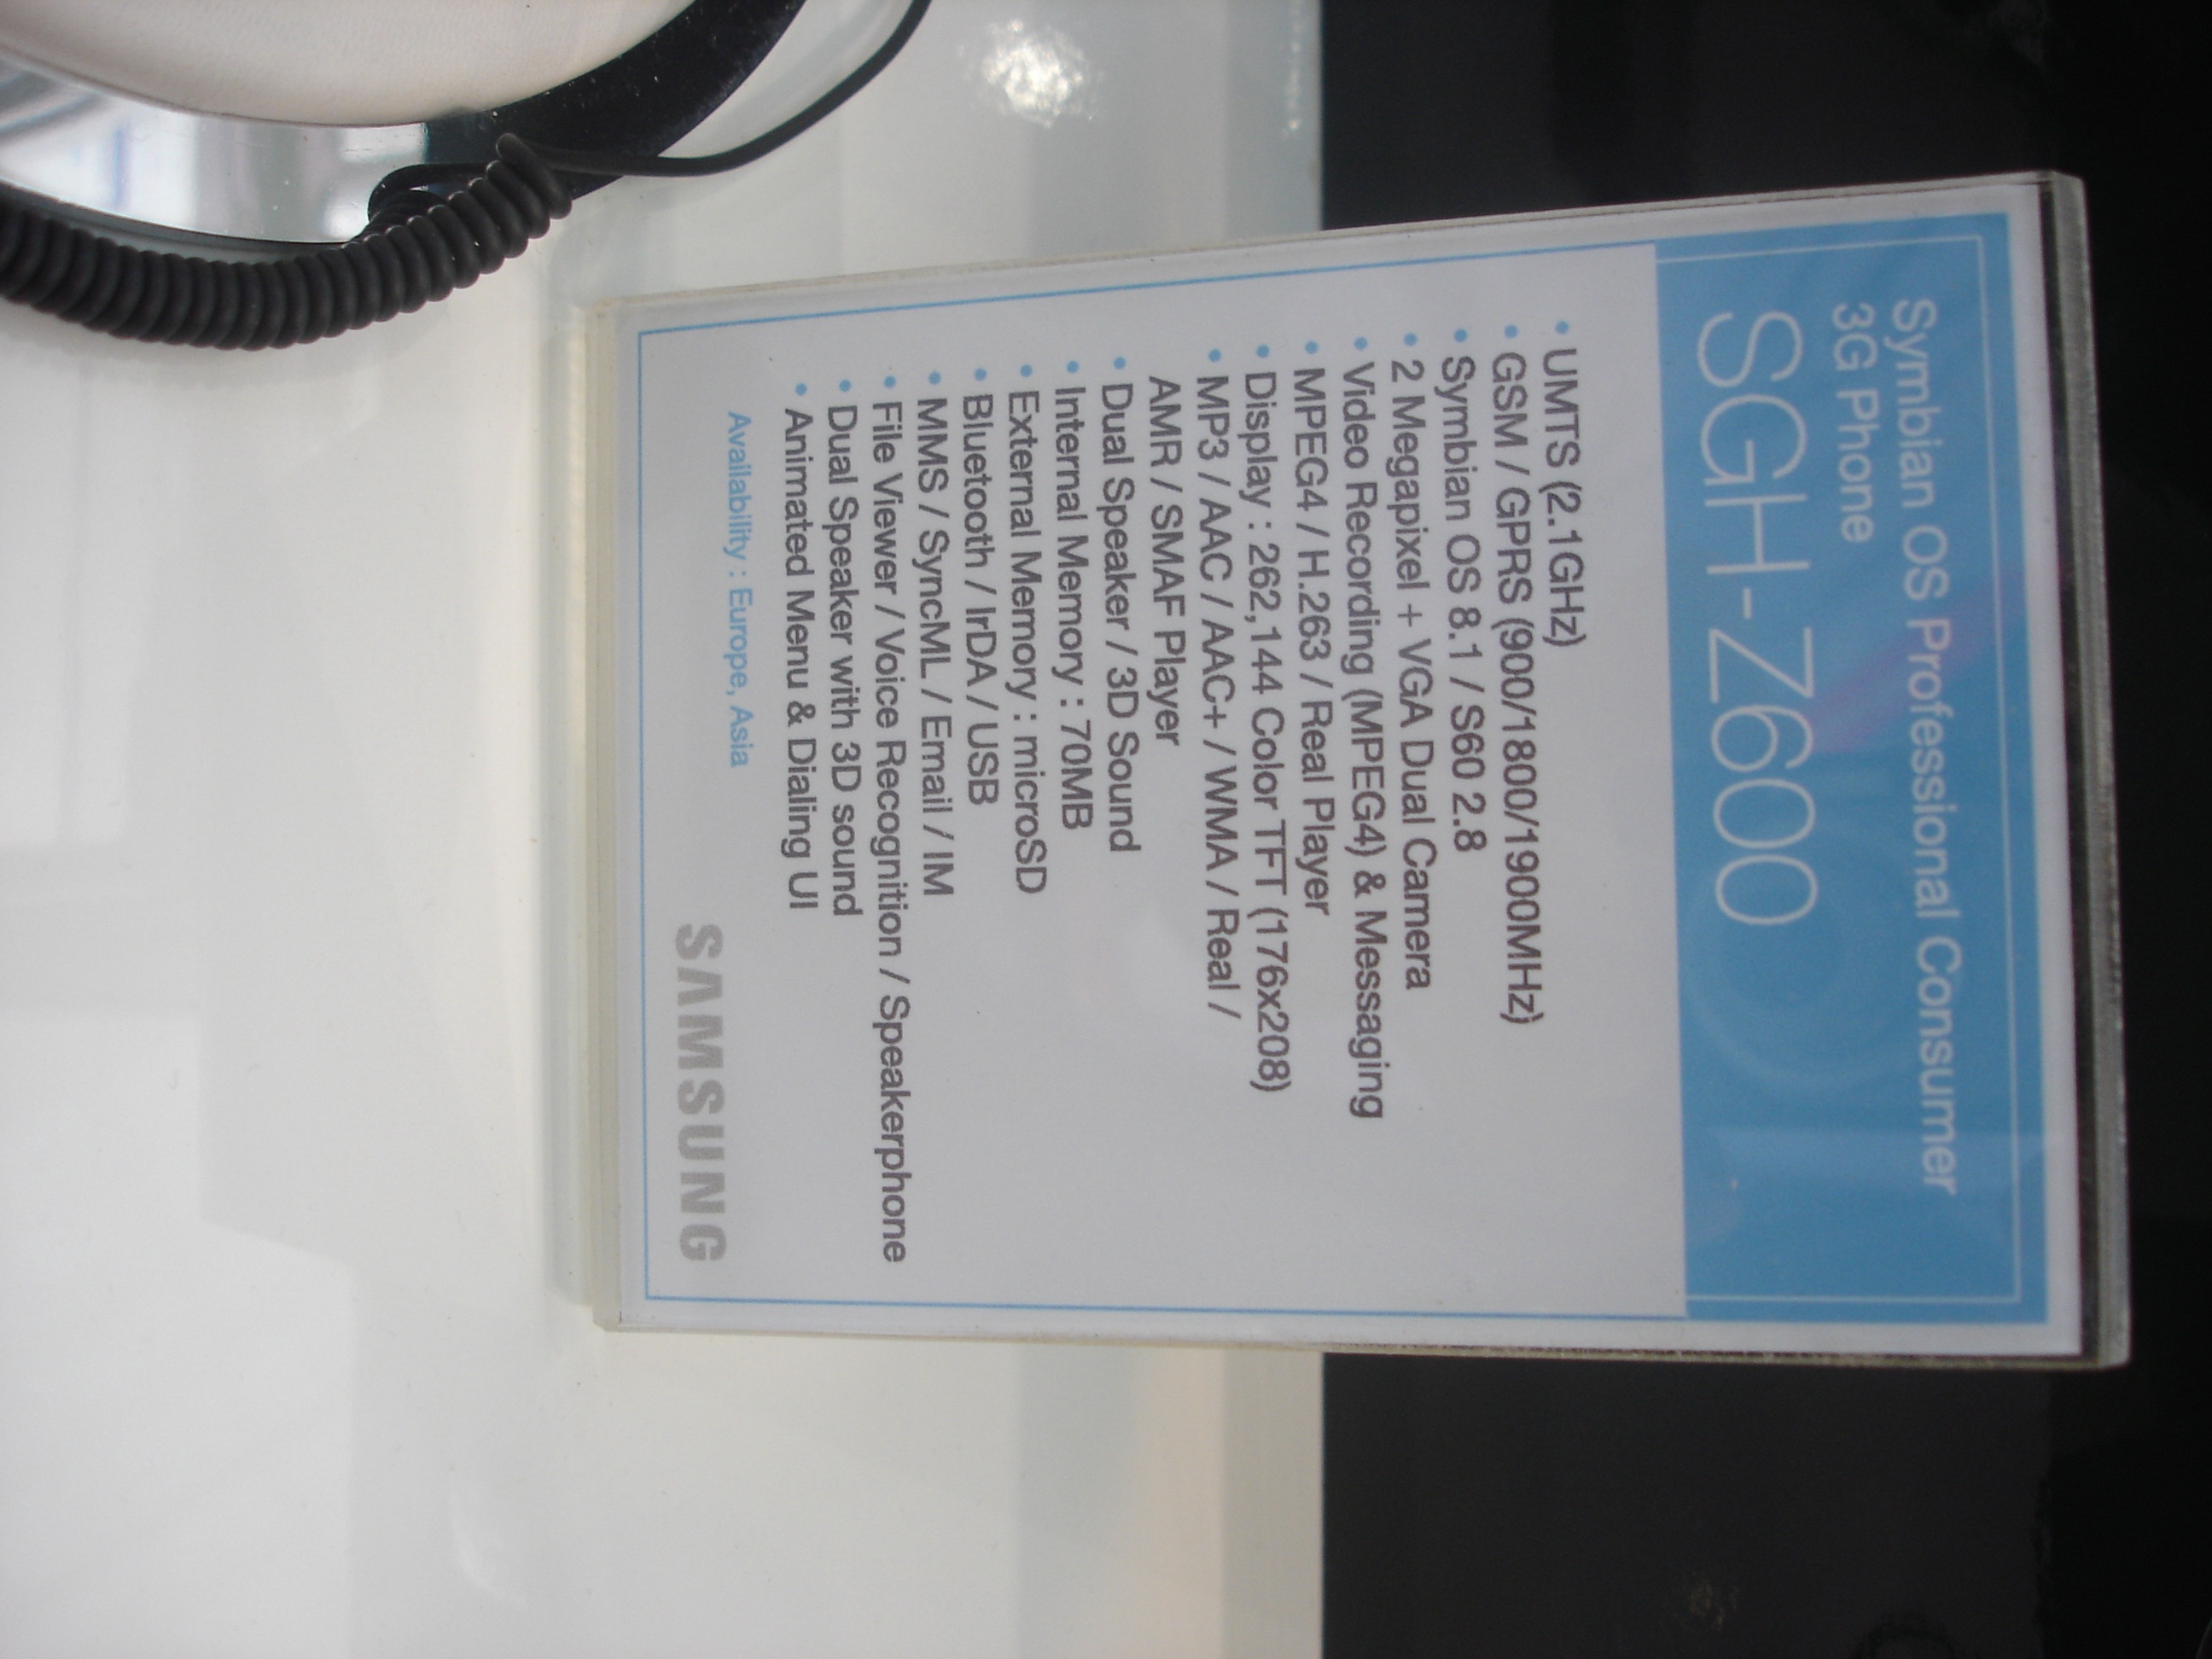 Symbian OS Professional Consumer
3G Phone
SGH-Z600
• UMTS (2.1GHz)
• GSM / GPRS (900/1800/1900MHz)
• Symbian OS 8.1 / S60 2.8
• 2 Megapixel + VGA Dual Camera
• Video Recording (MPEG4) & Messaging
• MPEG4 / H.263 / Real Player
• Display : 262,144 Color TFT (176x208)
• MP3 / AAC / AAC+ / WMA / Real /
AMR / SMAF Player
• Dual Speaker / 3D Sound
• Internal Memory : 70MB
• External Memory : microSD
• Bluetooth / IrDA / USB
• MMS / SyncML / Email / IM
• File Viewer / Voice Recognition / Speakerphone
• Dual Speaker with 3D sound
• Animated Menu & Dialing UI
Availability : Europe, Asia
SAMSUNG